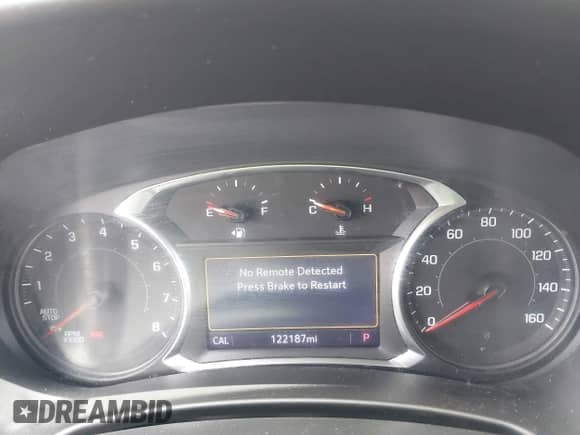 E F C H
1 2 3 4 5 6 7 8
AUTO
STOP
RPM
x1000
0 20 40 60 80 100 120 140 160
No Remote Detected
Press Brake to Restart
CAL 122187mi P
DREAMBID